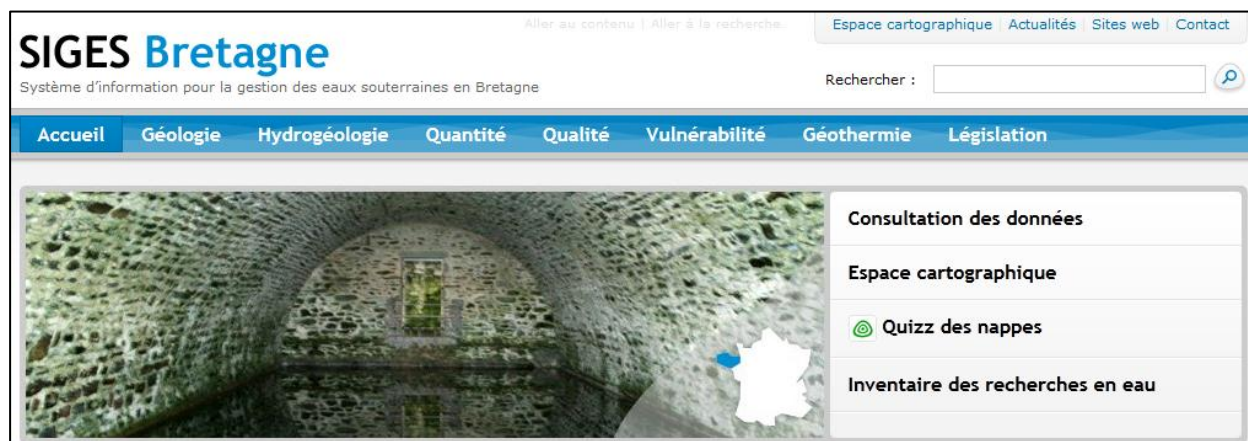 Aller au contenu | Aller à la recherche.
Espace cartographique | Actualités | Sites web | Contact
SIGES Bretagne
Système d'information pour la gestion des eaux souterraines en Bretagne
Rechercher :
Accueil Géologie Hydrogéologie Quantité Qualité Vulnérabilité Géothermie Législation
Consultation des données
Espace cartographique
Quizz des nappes
Inventaire des recherches en eau